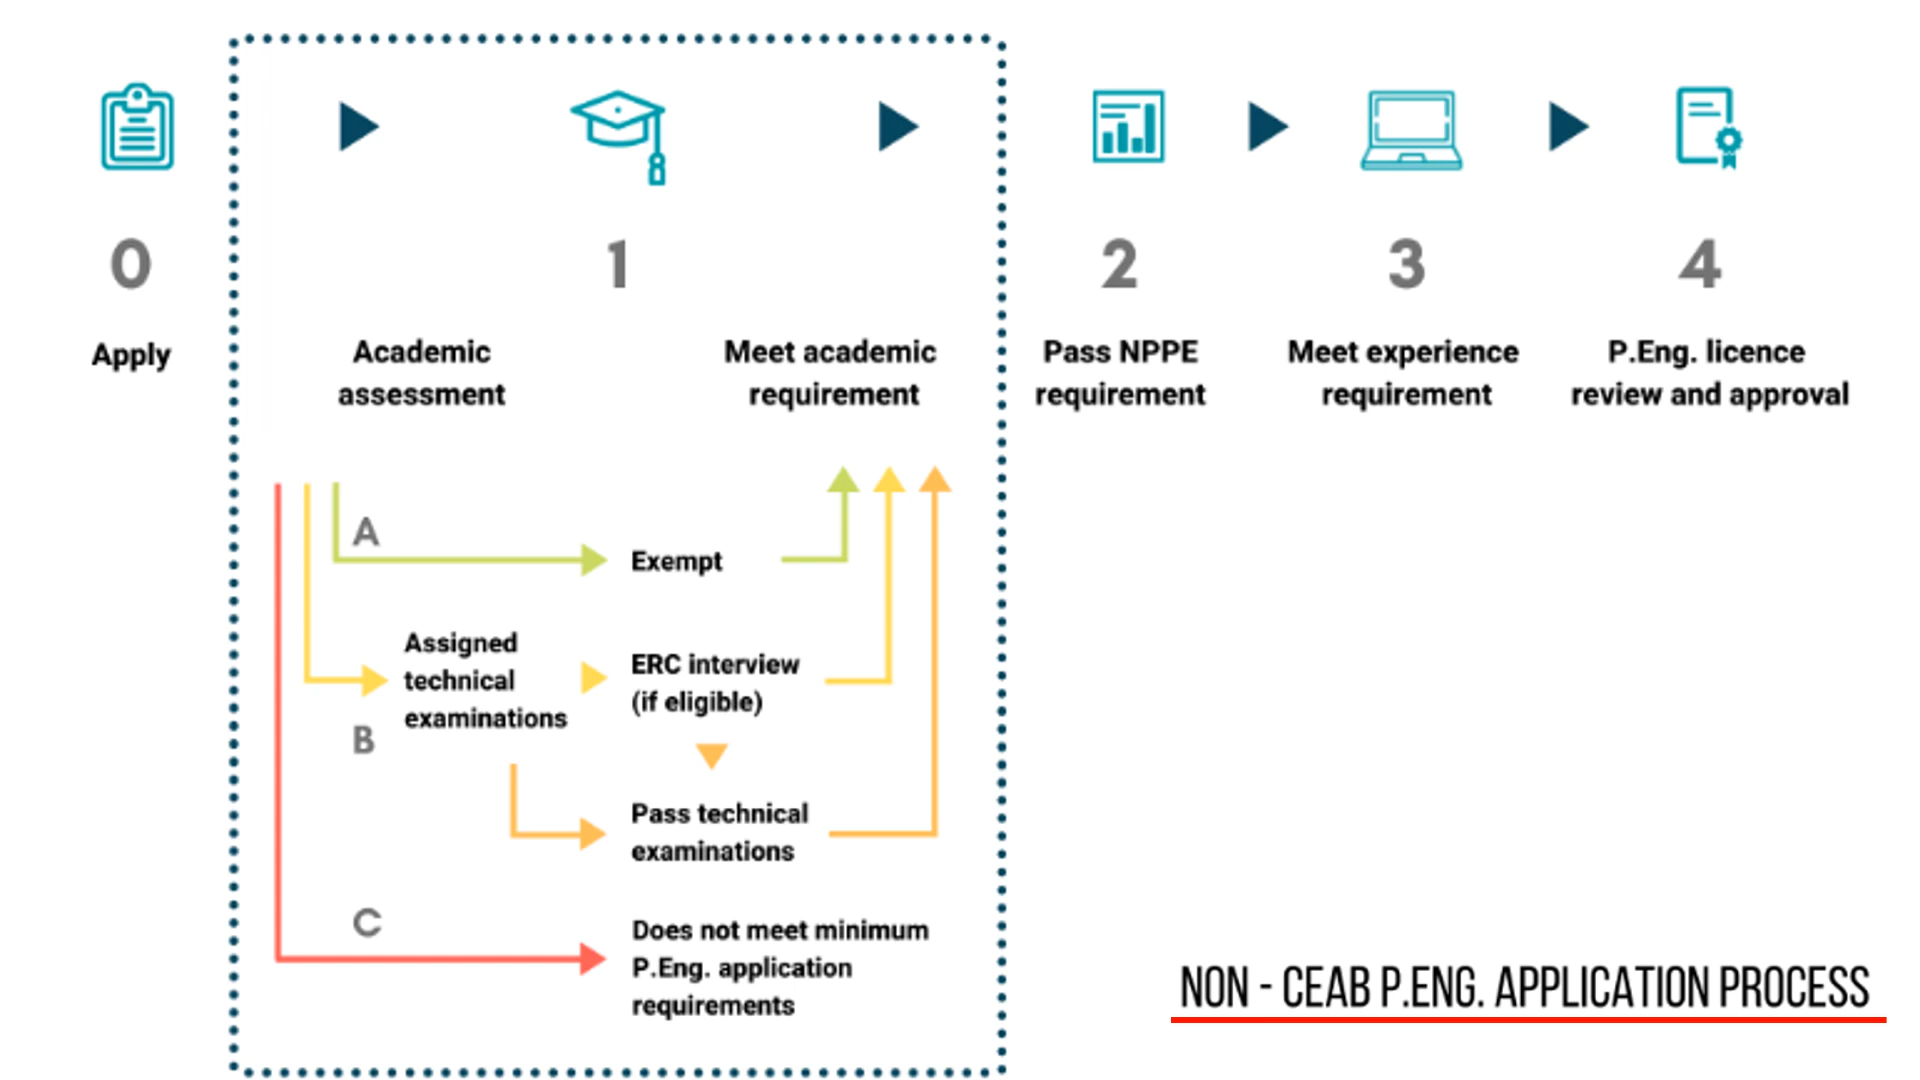 0
1
2
3
4
Apply
Academic
assessment
Meet academic
requirement
Pass NPPE
requirement
Meet experience
requirement
P.Eng. licence
review and approval
A
Exempt
Assigned
technical
examinations
B
ERC interview
(if eligible)
Pass technical
examinations
C
Does not meet minimum
P.Eng. application
requirements
NON - CEAB P.ENG. APPLICATION PROCESS